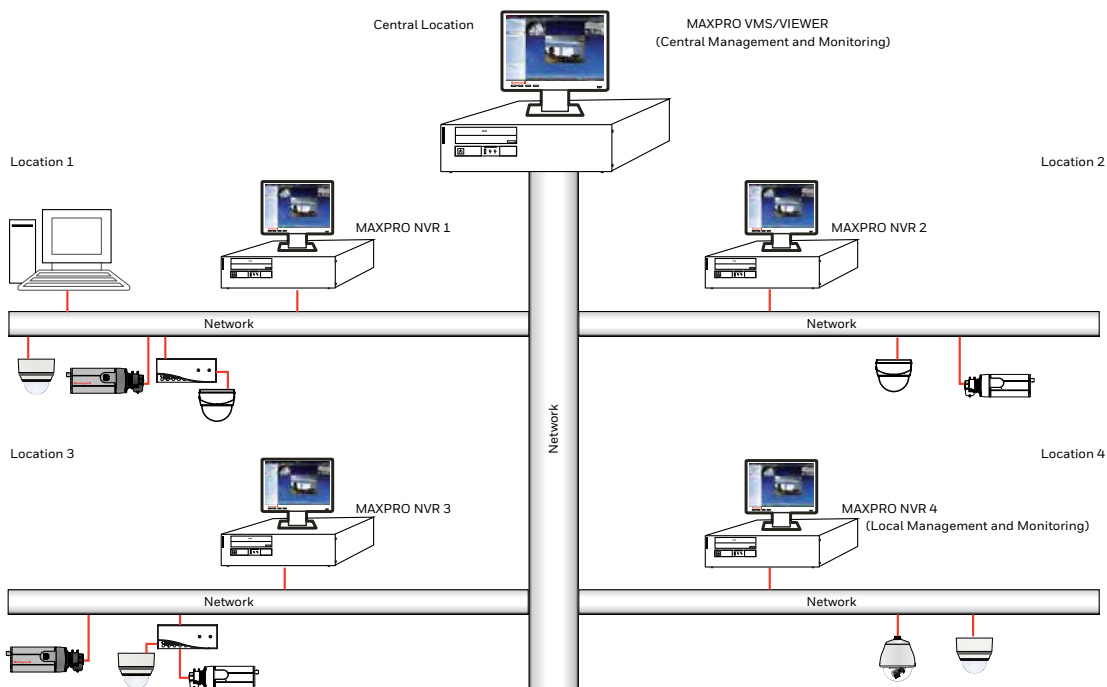 Central Location
MAXPRO VMS/VIEWER
(Central Management and Monitoring)
Location 1
Location 2
MAXPRO NVR 1
MAXPRO NVR 2
Network
Network
Network
Location 3
Location 4
MAXPRO NVR 3
MAXPRO NVR 4
(Local Management and Monitoring)
Network
Network